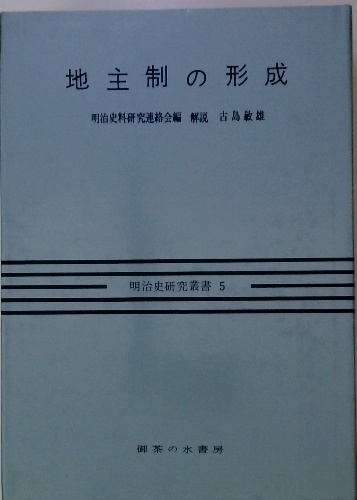 地主制の形成
明治史料研究連絡会編 解説 古島敏雄
明治史研究叢書 5
御茶の水書房